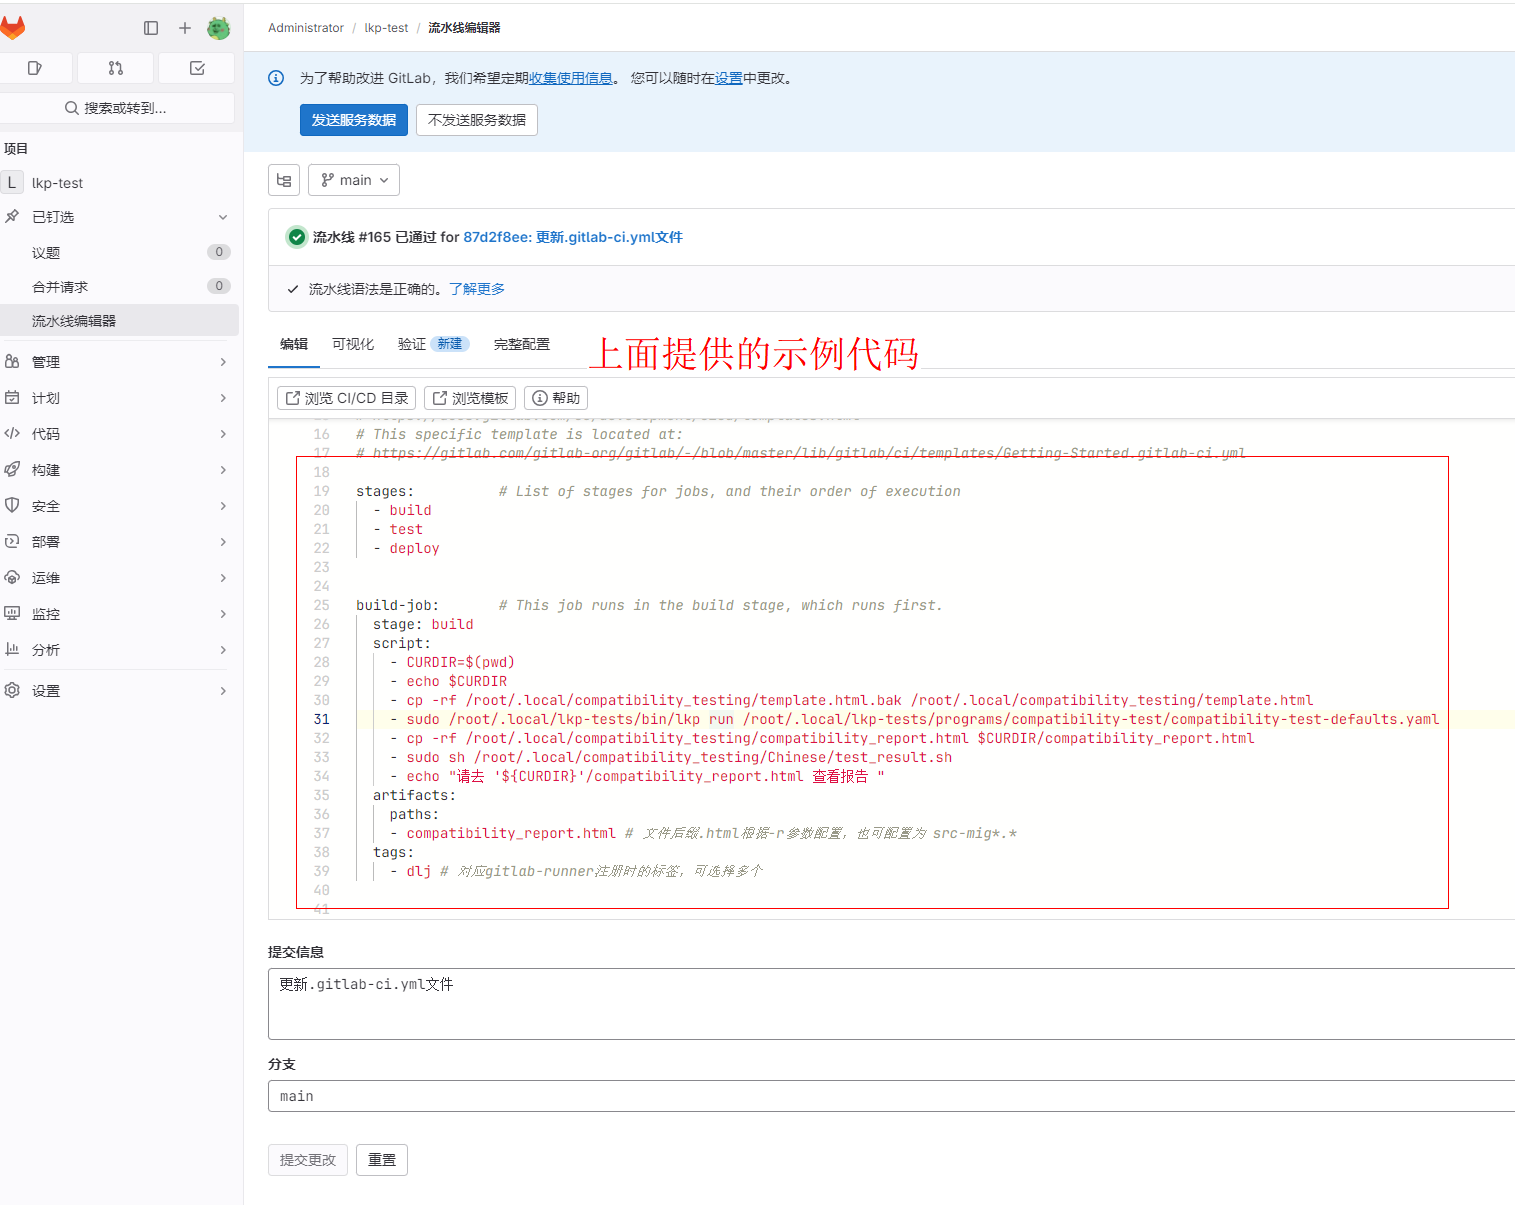 Administrator / lkp-test / 流水线编辑器
搜索或转到...
项目
L lkp-test
已钉选
议题 0
合并请求 0
流水线编辑器
管理
计划
代码
构建
安全
部署
运维
监控
分析
设置
为了帮助改进 GitLab，我们希望定期收集使用信息。 您可以随时在设置中更改。
发送服务数据 不发送服务数据
main
流水线 #165 已通过 for 87d2f8ee: 更新.gitlab-ci.yml文件
流水线语法是正确的。了解更多
编辑 可视化 验证 新建 完整配置
上面提供的示例代码
浏览 CI/CD 目录 浏览模板 帮助
16 # This specific template is located at:
17 # https://gitlab.com/gitlab-org/gitlab/-/blob/master/lib/gitlab/ci/templates/Getting-Started.gitlab-ci.yml
18
19 stages: # List of stages for jobs, and their order of execution
20 - build
21 - test
22 - deploy
23
24
25 build-job: # This job runs in the build stage, which runs first.
26 stage: build
27 script:
28 - CURDIR=$(pwd)
29 - echo $CURDIR
30 - cp -rf /root/.local/compatibility_testing/template.html.bak /root/.local/compatibility_testing/template.html
31 - sudo /root/.local/lkp-tests/bin/lkp run /root/.local/lkp-tests/programs/compatibility-test/compatibility-test-defaults.yaml
32 - cp -rf /root/.local/compatibility_testing/compatibility_report.html $CURDIR/compatibility_report.html
33 - sudo sh /root/.local/compatibility_testing/Chinese/test_result.sh
34 - echo "请去 '${CURDIR}'/compatibility_report.html 查看报告 "
35 artifacts:
36 paths:
37 - compatibility_report.html # 文件后缀.html根据-r参数配置，也可配置为 src-mig*.*
38 tags:
39 - dlj # 对应gitlab-runner注册时的标签，可选择多个
40
41
提交信息
更新.gitlab-ci.yml文件
分支
main
提交更改 重置